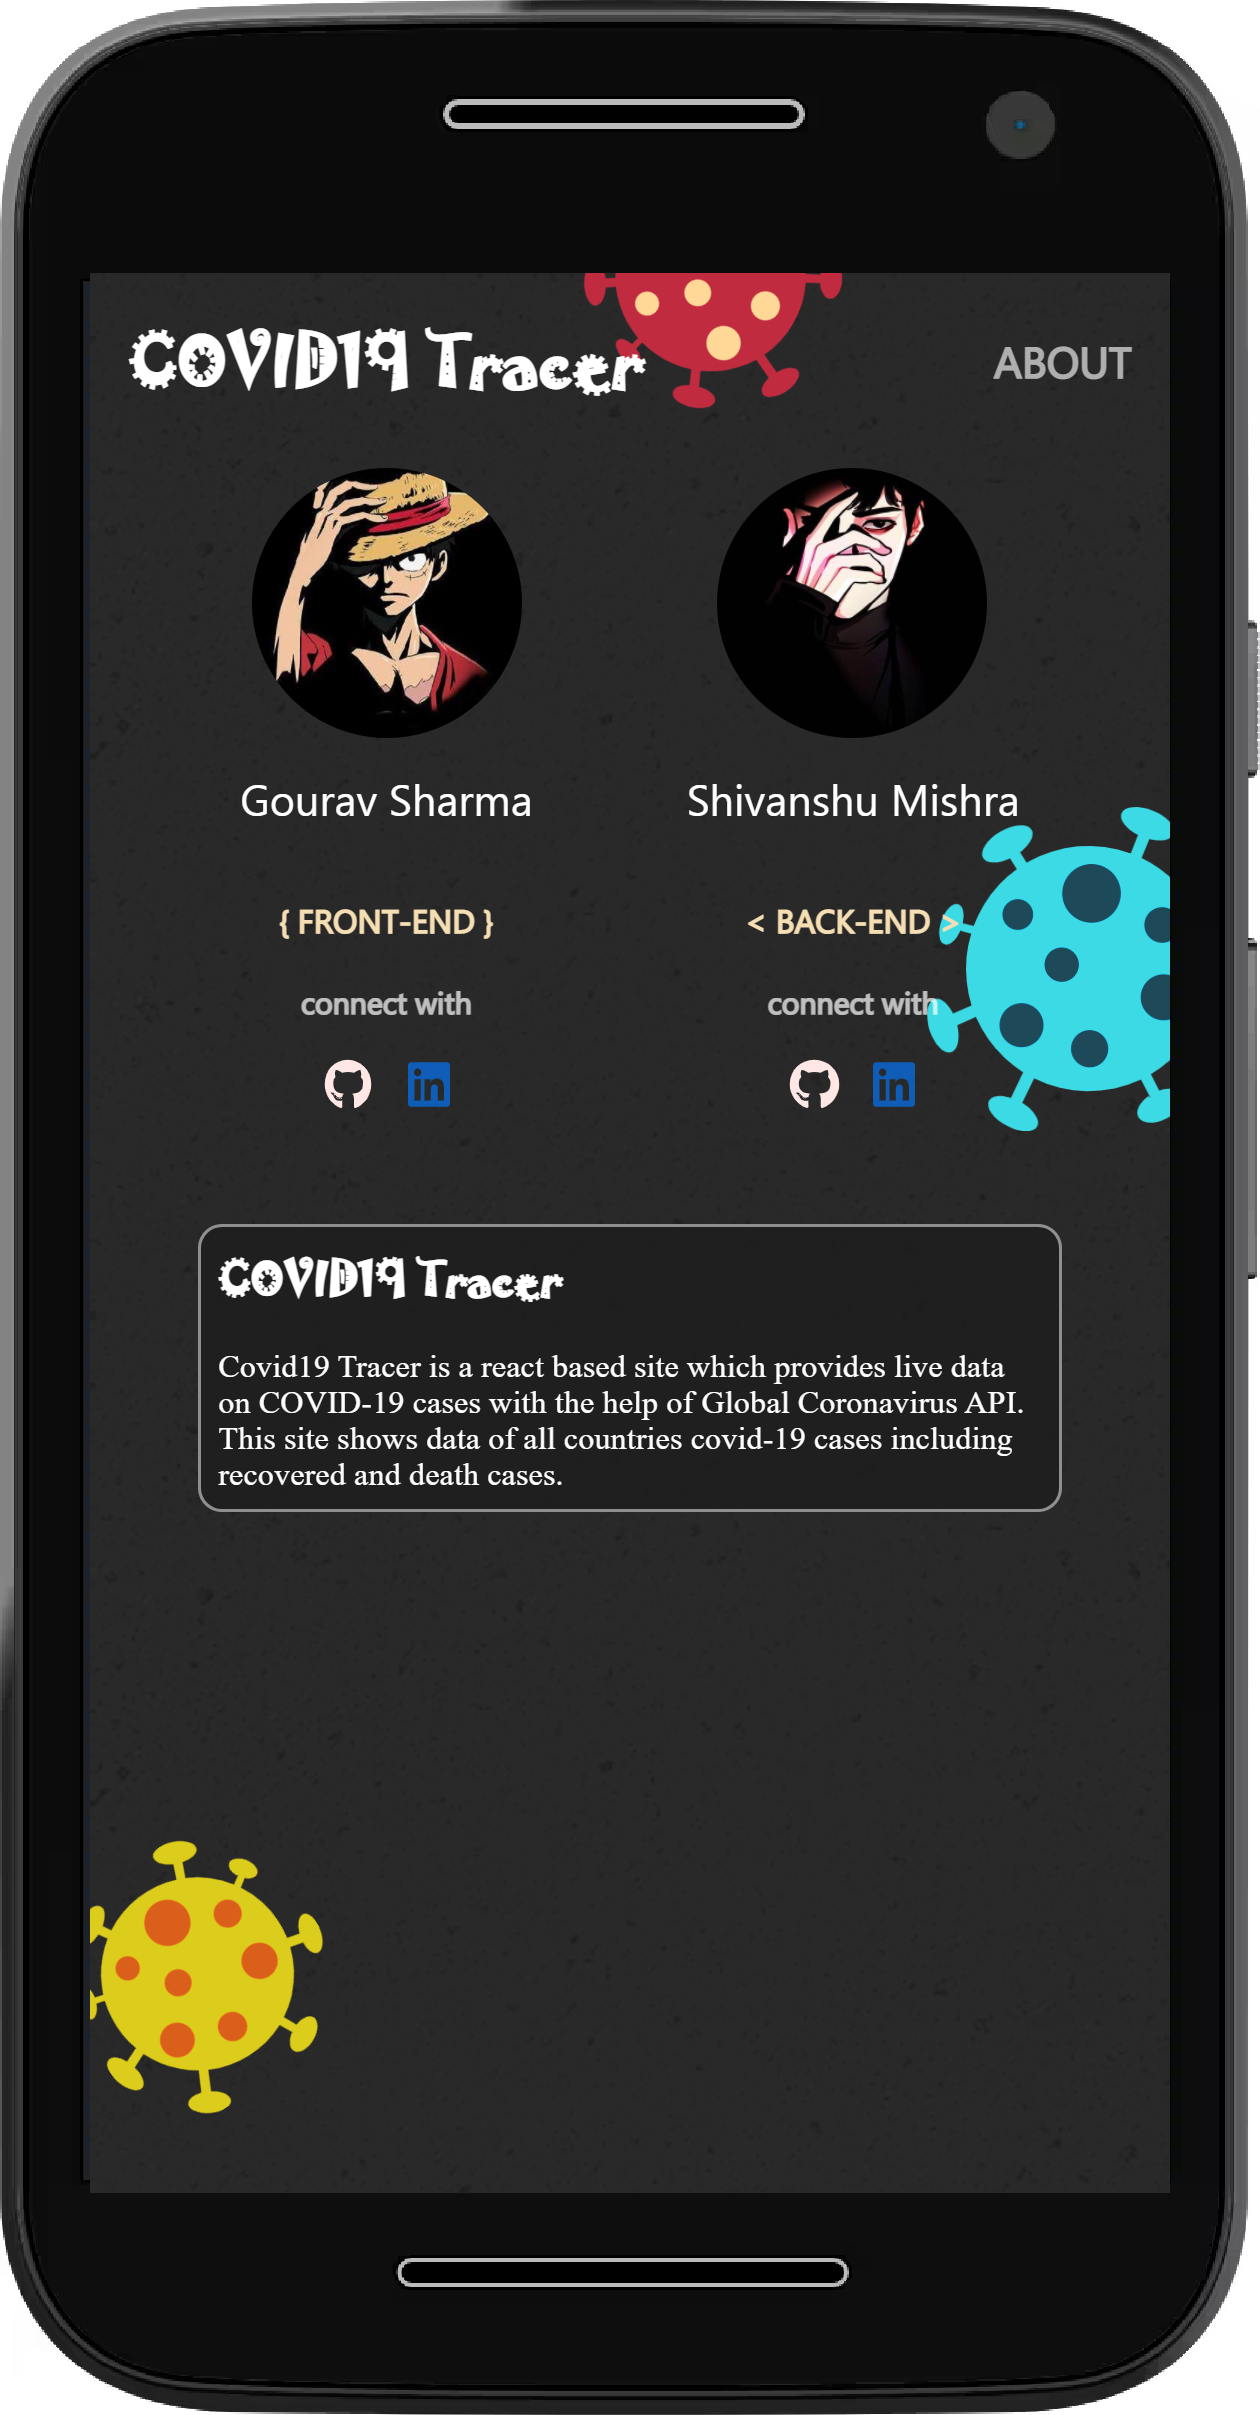 COVID19 Tracer
ABOUT
Gourav Sharma
Shivanshu Mishra
{ FRONT-END }
< BACK-END >
connect with
connect with
in
in
COVID19 Tracer
Covid19 Tracer is a react based site which provides live data
on COVID-19 cases with the help of Global Coronavirus API.
This site shows data of all countries covid-19 cases including
recovered and death cases.